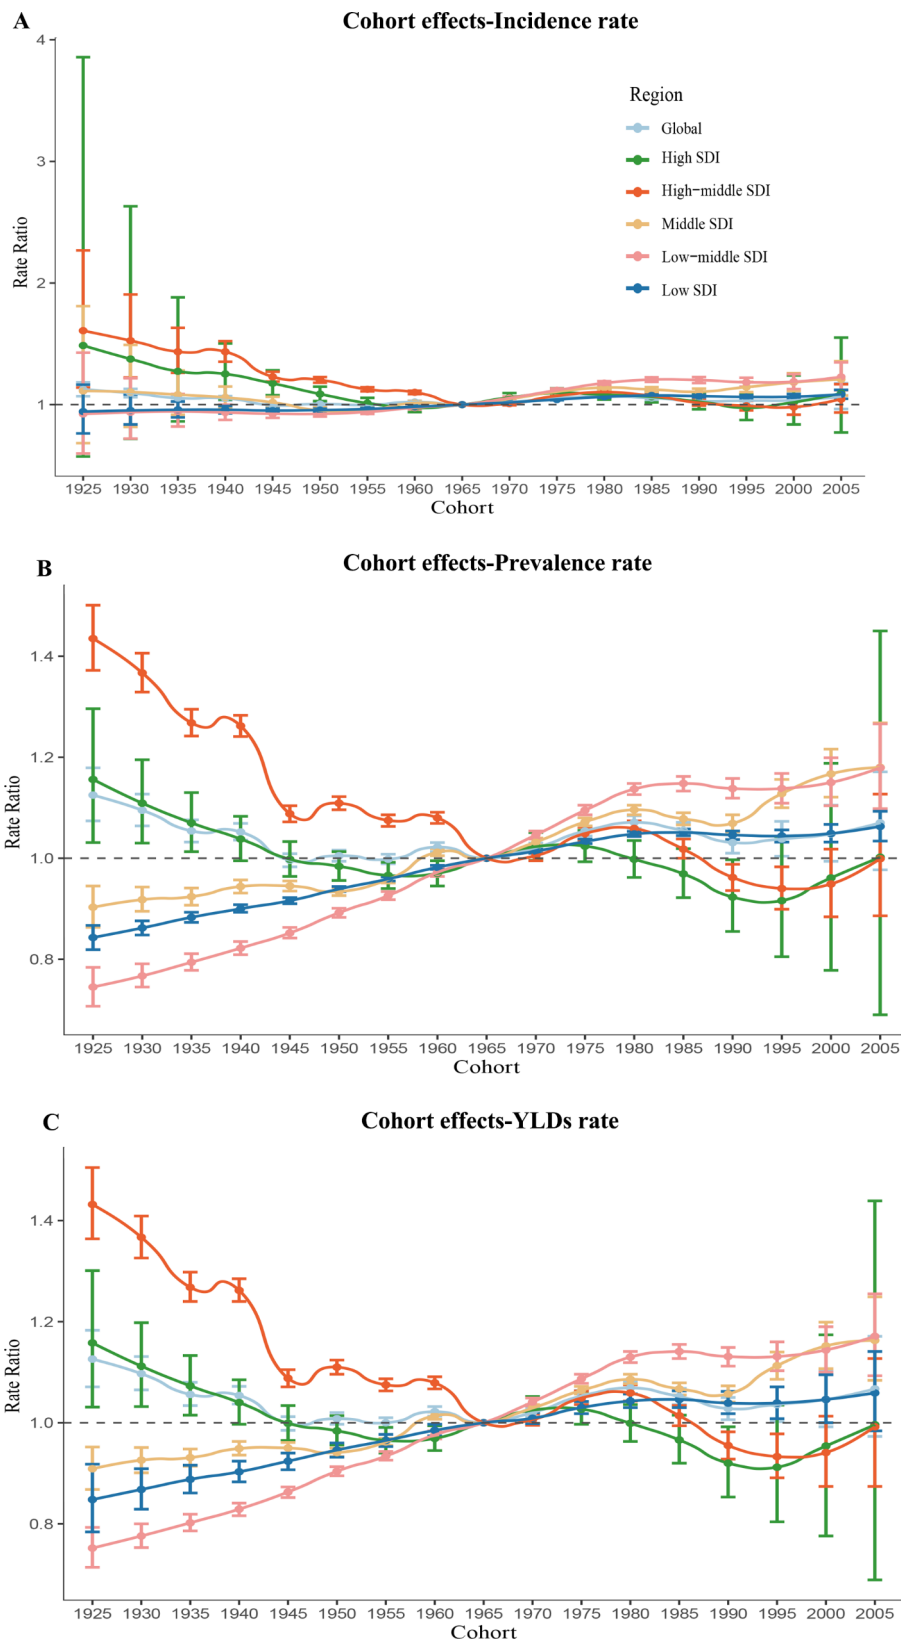 A
Cohort effects-Incidence rate
4
3
2
1
Rate Ratio
Region
Global
High SDI
High-middle SDI
Middle SDI
Low-middle SDI
Low SDI
1925 1930 1935 1940 1945 1950 1955 1960 1965 1970 1975 1980 1985 1990 1995 2000 2005
Cohort
B
Cohort effects-Prevalence rate
1.4
1.2
1.0
0.8
Rate Ratio
1925 1930 1935 1940 1945 1950 1955 1960 1965 1970 1975 1980 1985 1990 1995 2000 2005
Cohort
C
Cohort effects-YLDs rate
1.4
1.2
1.0
0.8
Rate Ratio
1925 1930 1935 1940 1945 1950 1955 1960 1965 1970 1975 1980 1985 1990 1995 2000 2005
Cohort